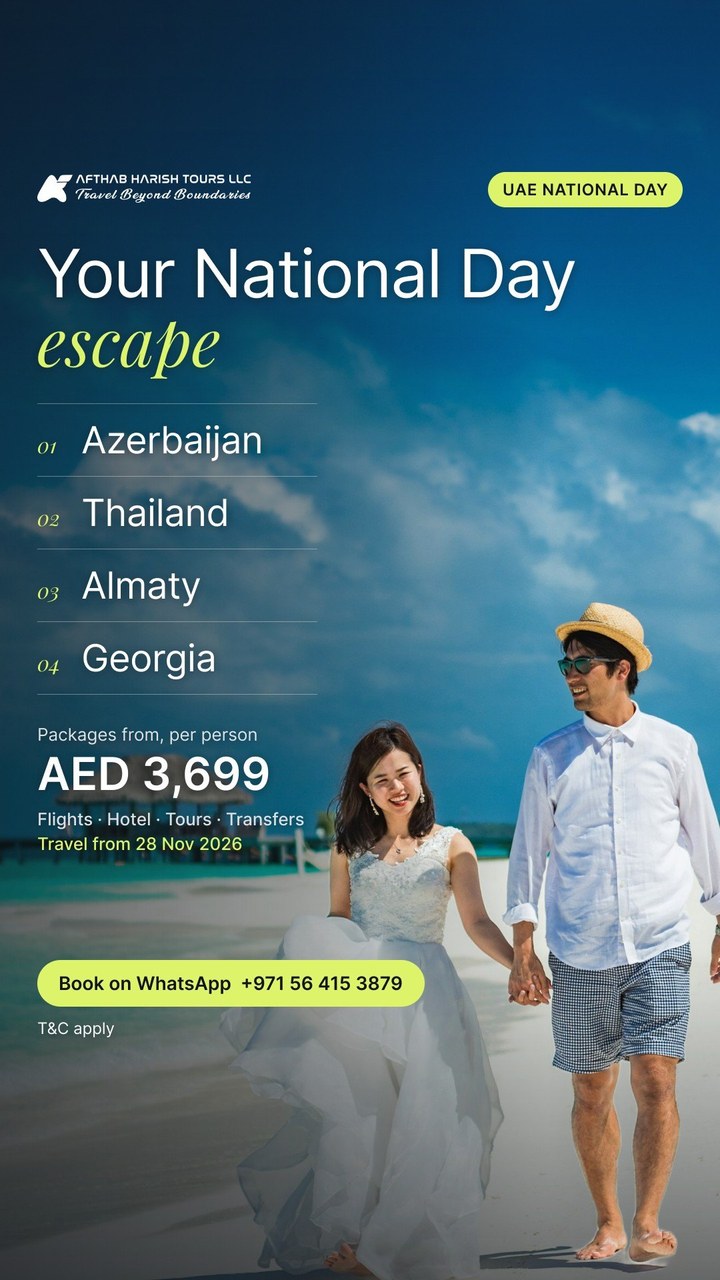 AFTHAB HARISH TOURS LLC
Travel Beyond Boundaries
UAE NATIONAL DAY
Your National Day
escape
01 Azerbaijan
02 Thailand
03 Almaty
04 Georgia
Packages from, per person
AED 3,699
Flights · Hotel · Tours · Transfers
Travel from 28 Nov 2026
Book on WhatsApp +971 56 415 3879
T&C apply